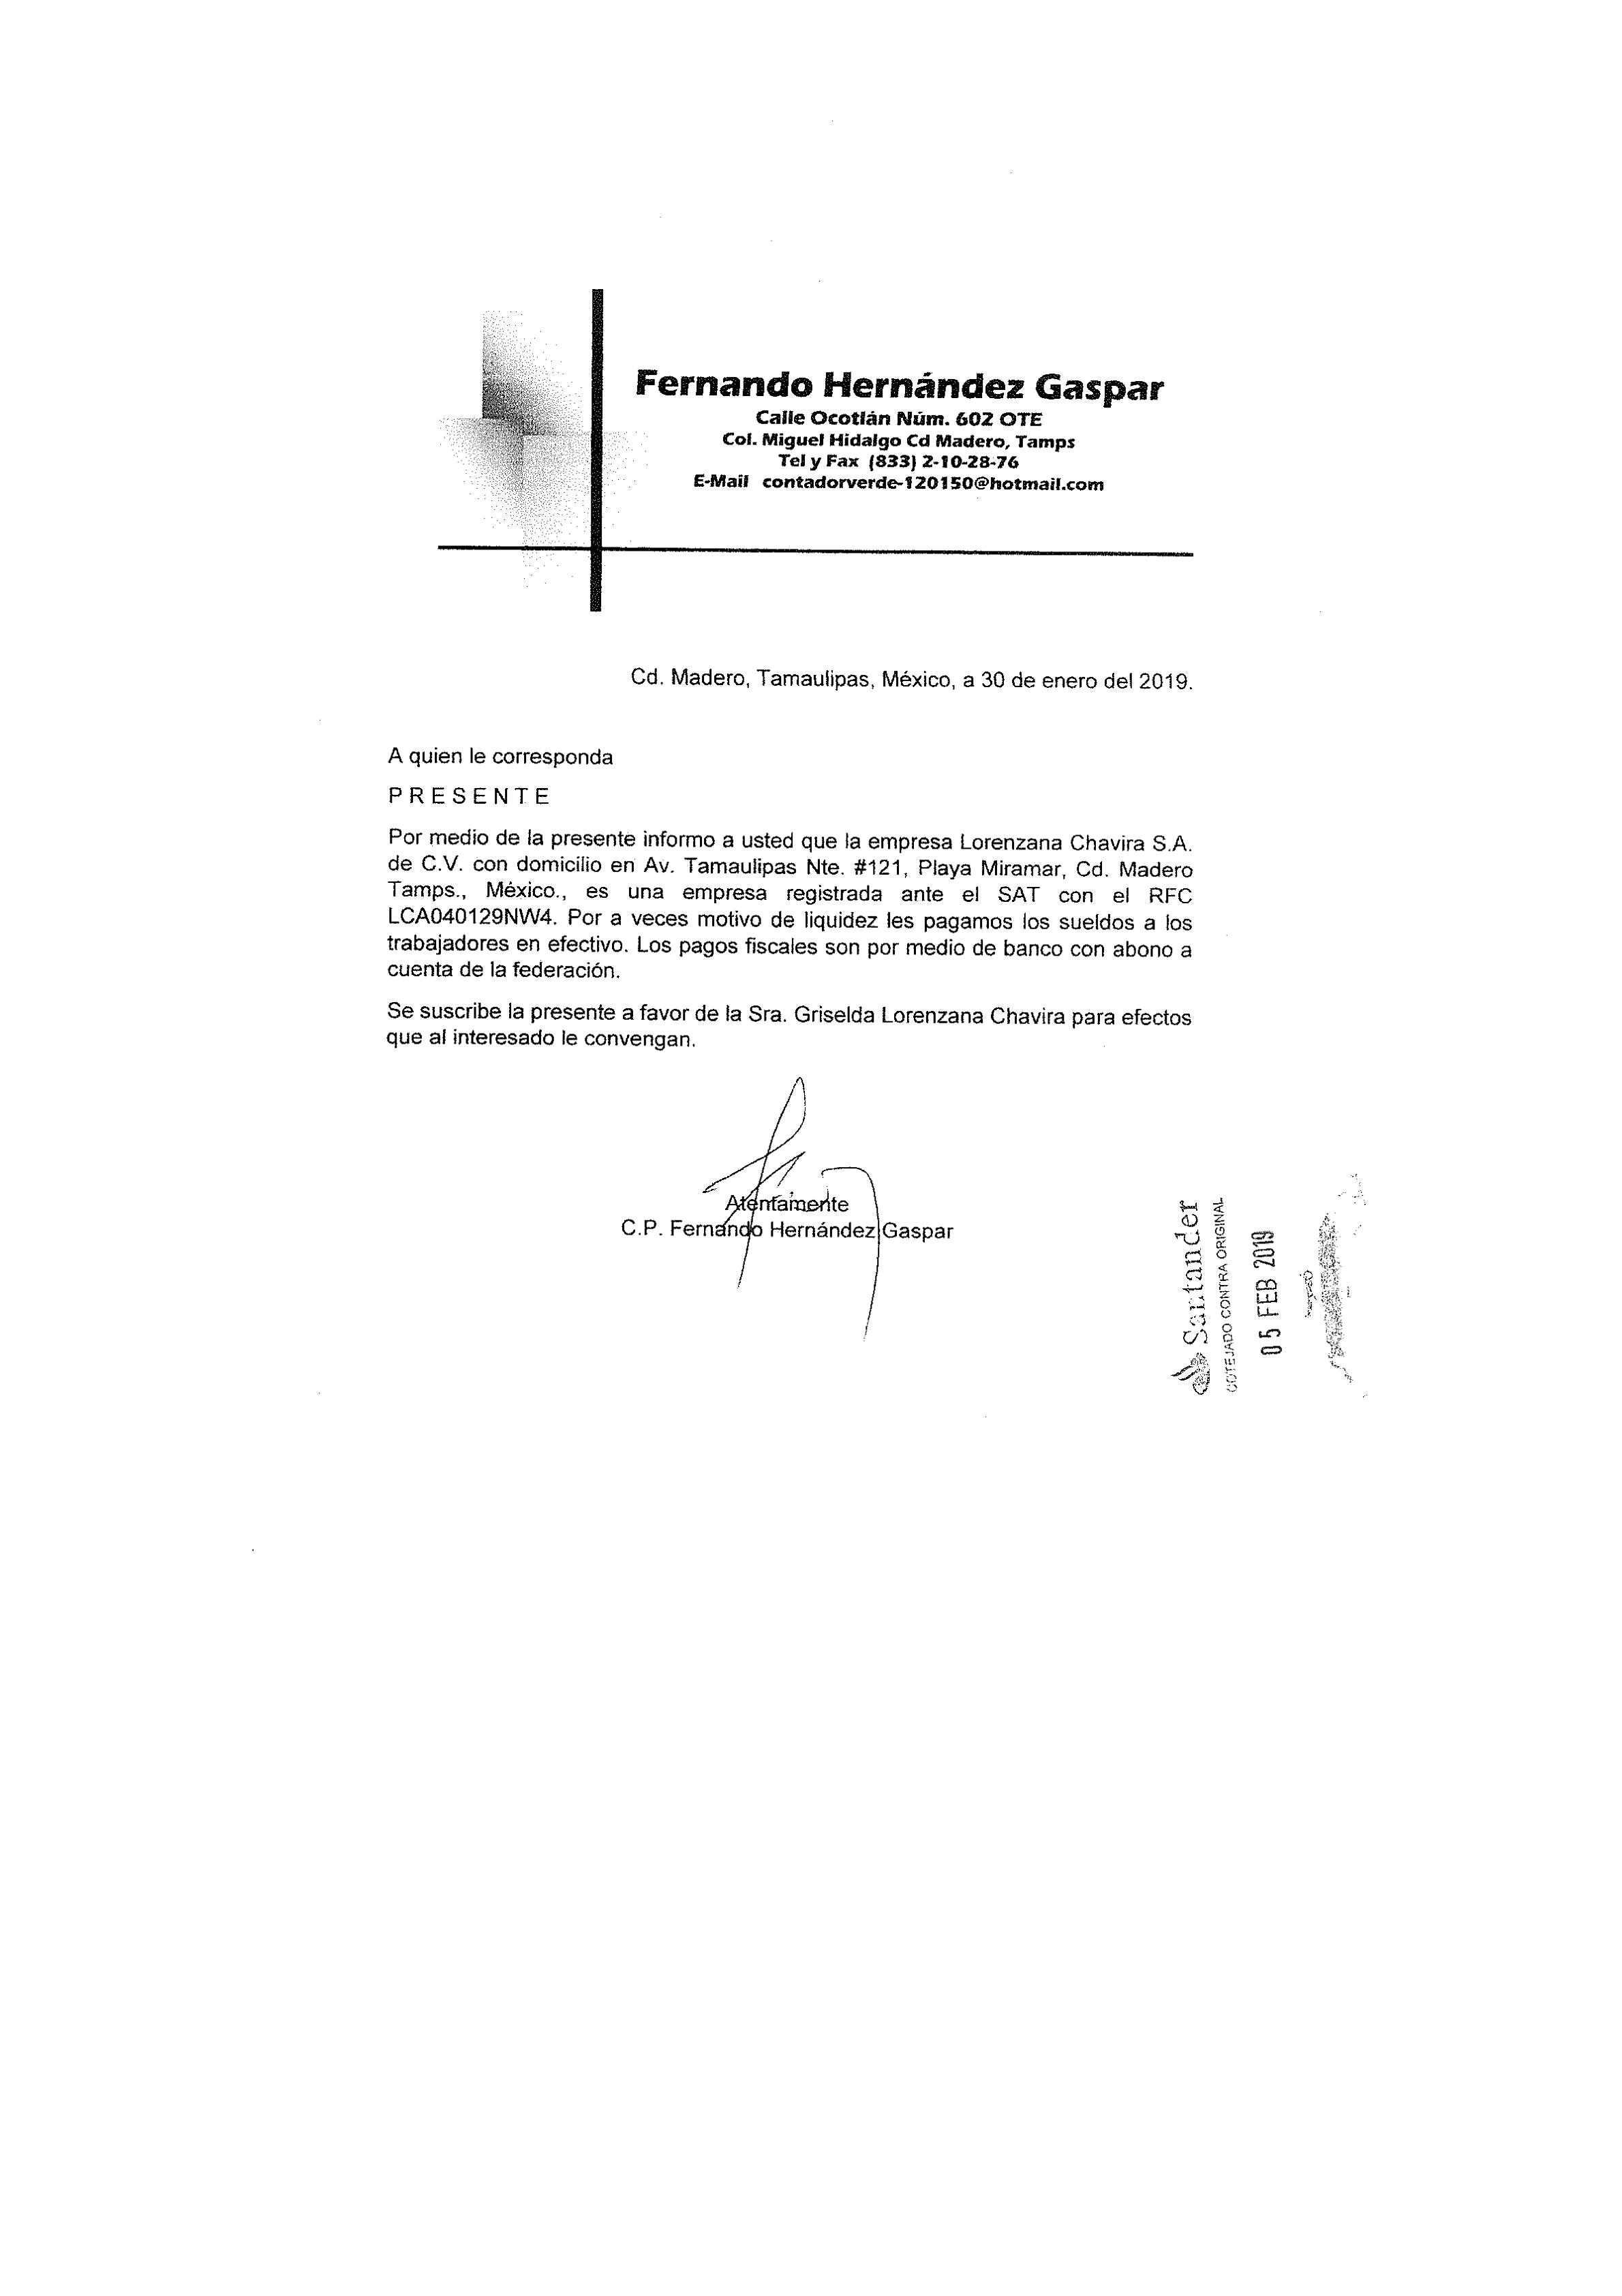 Fernando Hernández Gaspar
Calle Ocotlán Núm. 602 OTE
Col. Miguel Hidalgo Cd Madero, Tamps
Tel y Fax (833) 2-10-28-76
E-Mail contadorverde-120150@hotmail.com
Cd. Madero, Tamaulipas, México, a 30 de enero del 2019.
A quien le corresponda
P R E S E N T E
Por medio de la presente informo a usted que la empresa Lorenzana Chavira S.A.
de C.V. con domicilio en Av. Tamaulipas Nte. #121, Playa Miramar, Cd. Madero
Tamps., México., es una empresa registrada ante el SAT con el RFC
LCA040129NW4. Por a veces motivo de liquidez les pagamos los sueldos a los
trabajadores en efectivo. Los pagos fiscales son por medio de banco con abono a
cuenta de la federación.
Se suscribe la presente a favor de la Sra. Griselda Lorenzana Chavira para efectos
que al interesado le convengan.
Atentamente
C.P. Fernando Hernández Gaspar
Santander
COTEJADO CONTRA ORIGINAL
05 FEB 2019